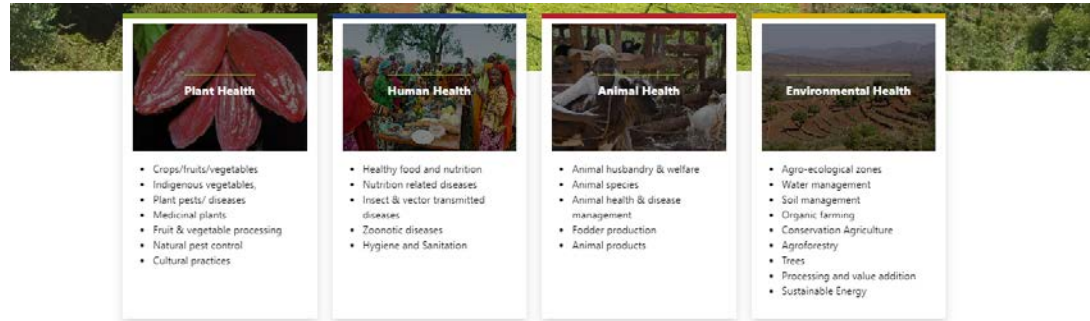 Plant Health
Crops/fruits/vegetables
Indigenous vegetables,
Plant pests/ diseases
Medicinal plants
Fruit & vegetable processing
Natural pest control
Cultural practices
Human Health
Healthy food and nutrition
Nutrition related diseases
Insect & vector transmitted
diseases
Zoonotic diseases
Hygiene and Sanitation
Animal Health
Animal husbandry & welfare
Animal species
Animal health & disease
management
Fodder production
Animal products
Environmental Health
Agro-ecological zones
Water management
Soil management
Organic farming
Conservation Agriculture
Agroforestry
Trees
Processing and value addition
Sustainable Energy